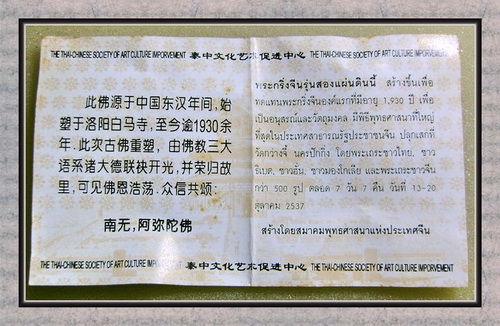 THE THAI-CHINESE SOCIETY OF ART CULTURE IMPORVEMENT 泰中文化艺术促进中心 THE THAI-CHINESE SOCIETY OF ART CULTURE IMPORVEMENT
此佛源于中国东汉年间,始
塑于洛阳白马寺,至今逾1930余
年.此次古佛重塑,由佛教三大
语系诸大德联袂开光,并荣归故
里,可见佛恩浩荡.众信共颂:
南无,阿弥陀佛
พระกริ่งจีนรุ่นสองแผ่นดินนี้ สร้างขึ้นเพื่อ
ทดแทนพระกริ่งจีนองค์แรกที่มีอายุ 1,930 ปี เพื่อ
เป็นอนุสรณ์และวัตถุมงคล มีพิธีพุทธศาสนาที่ใหญ่
ที่สุดในประเทศสาธารณรัฐประชาชนจีน ปลุกเสกที่
วัดกวางจี้ นครปักกิ่ง โดยพระเถระชาวไทย, ชาว
ธิเบต, ชาวฮั่น, ชาวมองโกเลีย และพระเถระชาวจีน
กว่า 500 รูป ตลอด 7 วัน 7 คืน วันที่ 13-20
ตุลาคม 2537
สร้างโดยสมาคมพุทธศาสนาแห่งประเทศจีน
THE THAI-CHINESE SOCIETY OF ART CULTURE 泰中文化艺术促进中心 THE THAI-CHINESE SOCIETY OF ART CULTURE IMPORVEMENT